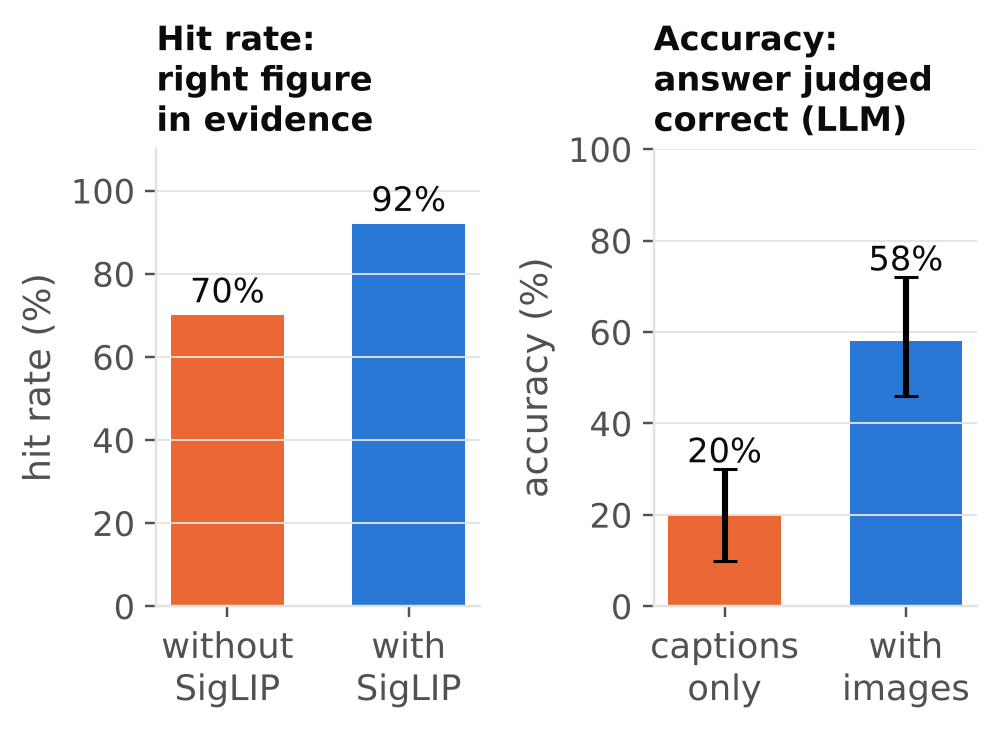 Hit rate:
right figure
in evidence
hit rate (%)
100
80
60
40
20
0
70%
92%
without
SigLIP
with
SigLIP
Accuracy:
answer judged
correct (LLM)
accuracy (%)
100
80
60
40
20
0
20%
58%
captions
only
with
images